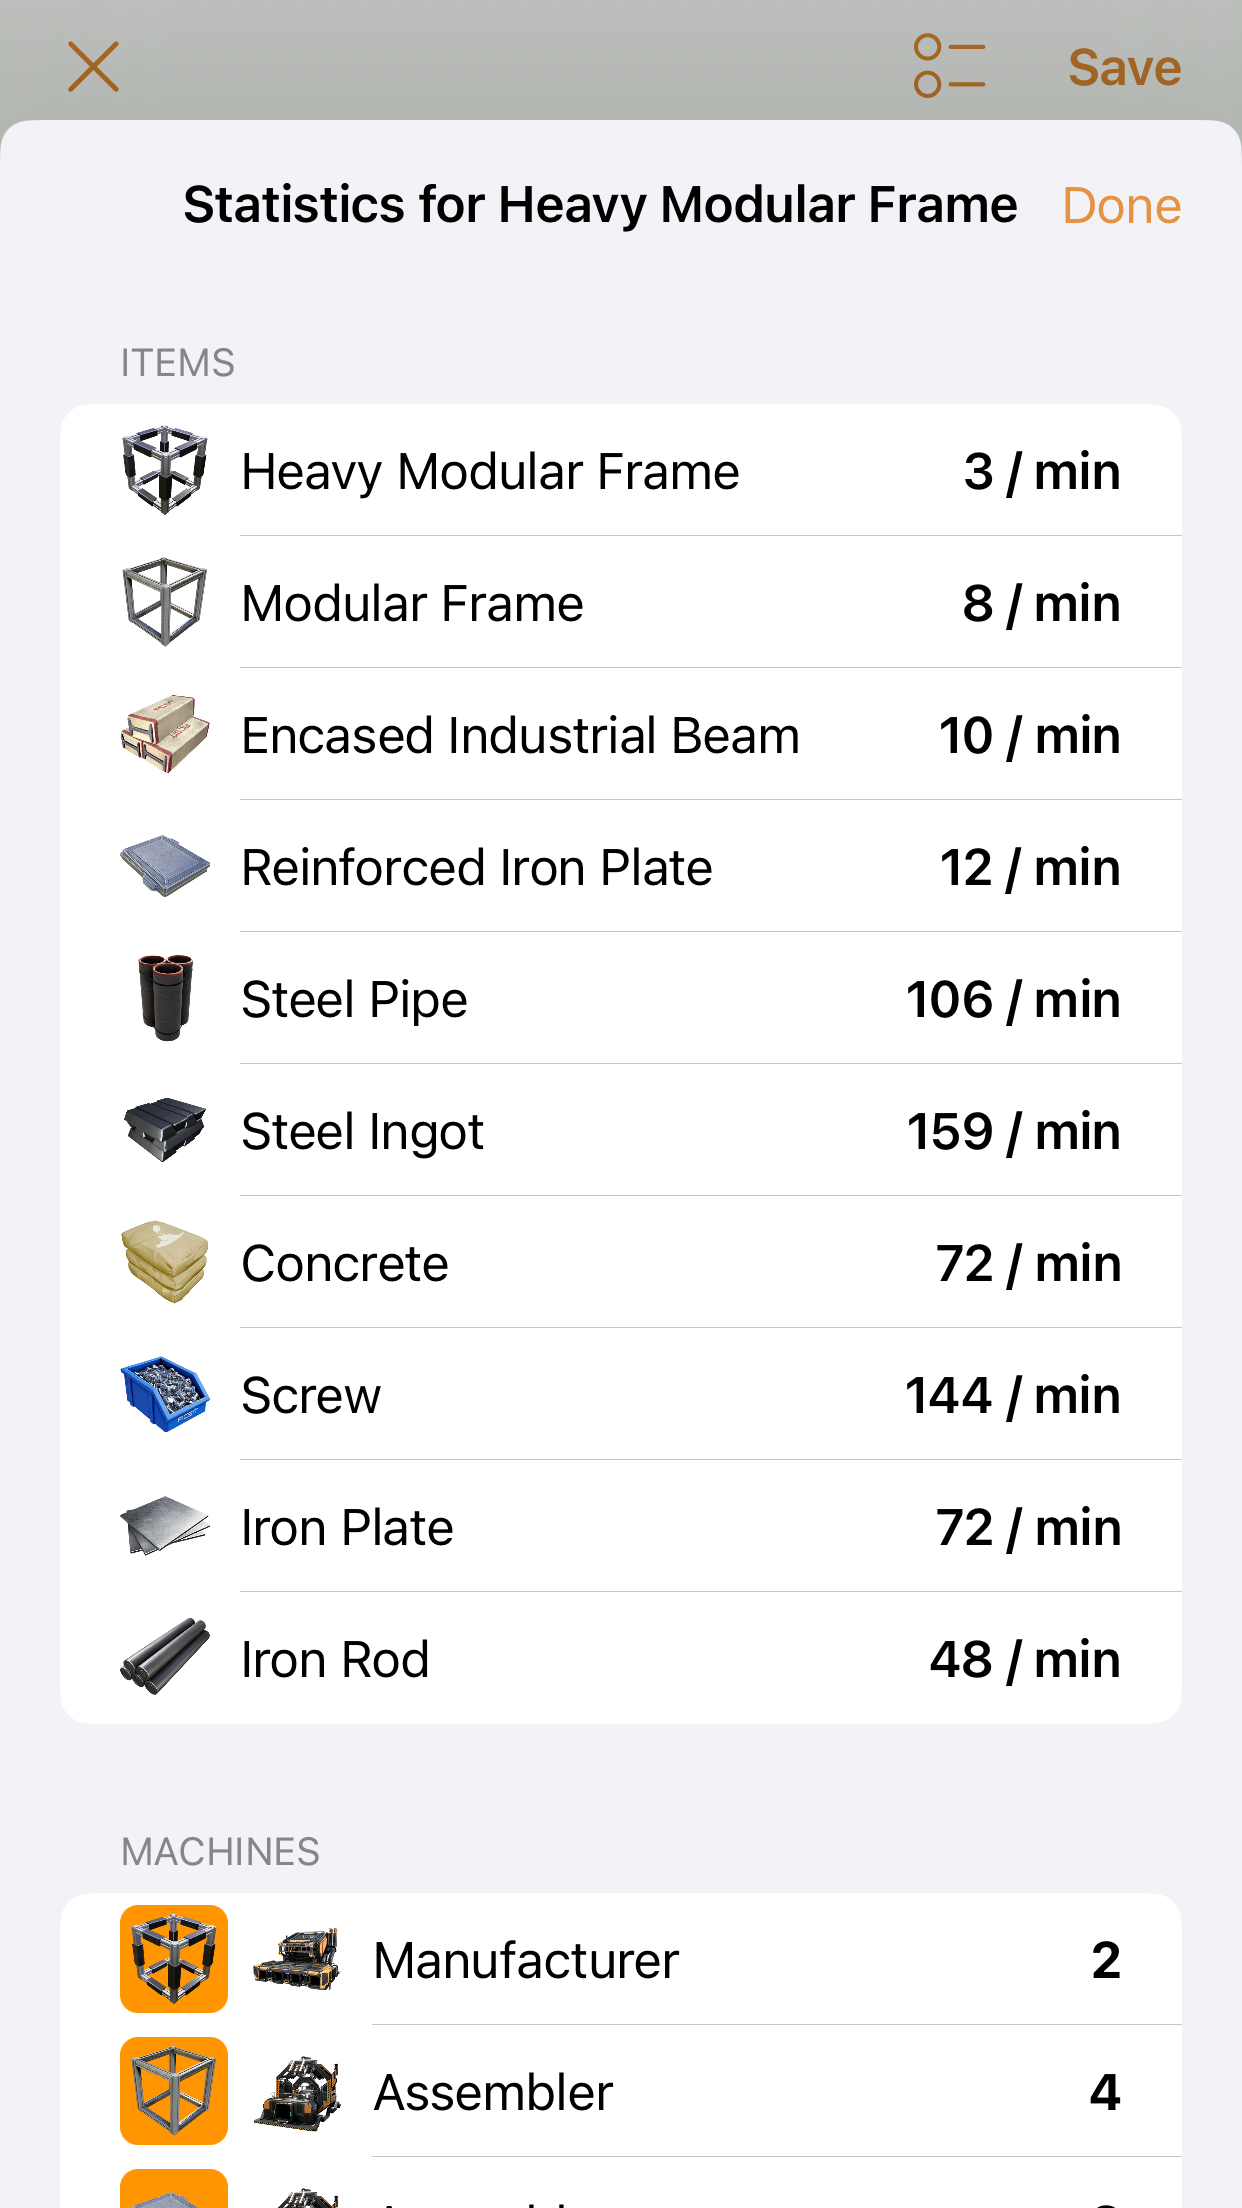 Save
Statistics for Heavy Modular Frame Done
ITEMS
Heavy Modular Frame 3 / min
Modular Frame 8 / min
Encased Industrial Beam 10 / min
Reinforced Iron Plate 12 / min
Steel Pipe 106 / min
Steel Ingot 159 / min
Concrete 72 / min
Screw 144 / min
Iron Plate 72 / min
Iron Rod 48 / min
MACHINES
Manufacturer 2
Assembler 4